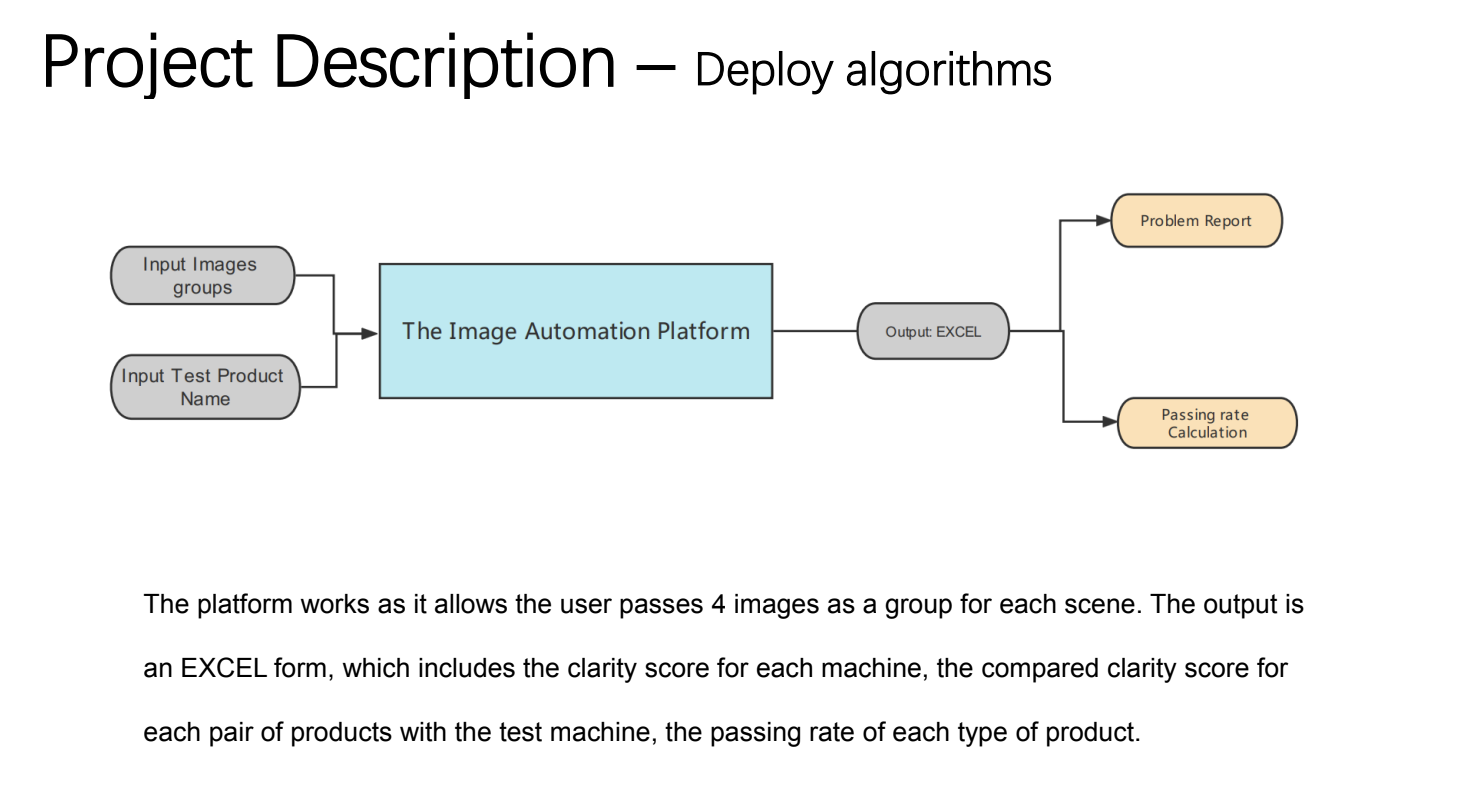 Project Description – Deploy algorithms
Input Images
groups
Input Test Product
Name
The Image Automation Platform
Output: EXCEL
Problem Report
Passing rate
Calculation
The platform works as it allows the user passes 4 images as a group for each scene. The output is
an EXCEL form, which includes the clarity score for each machine, the compared clarity score for
each pair of products with the test machine, the passing rate of each type of product.